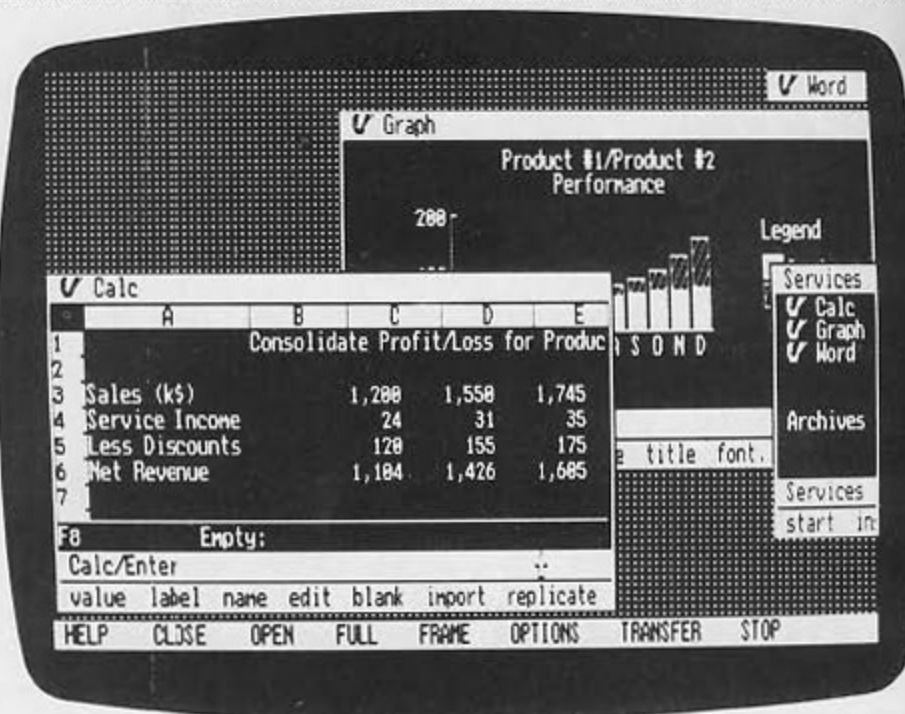 Word
Graph
Product #1/Product #2
Performance
200
Legend
S O N D
title font.
Services
Calc
Graph
Word
Archives
Services
start
Calc
A B C D E
1 Consolidate Profit/Loss for Produc
2
3 Sales (k$) 1,200 1,550 1,745
4 Service Income 24 31 35
5 Less Discounts 120 155 175
6 Net Revenue 1,104 1,426 1,605
7
F8 Empty:
Calc/Enter
value label name edit blank import replicate
HELP CLOSE OPEN FULL FRAME OPTIONS TRANSFER STOP